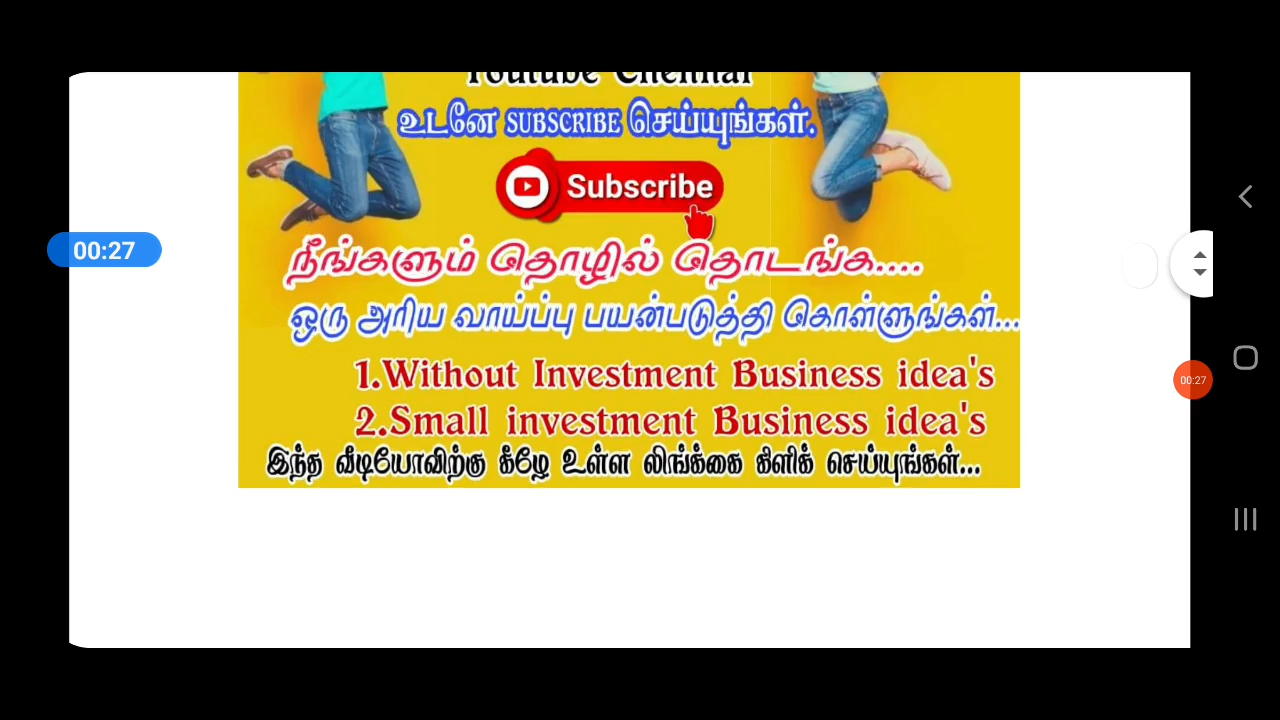 Youtube Chennal
உடனே SUBSCRIBE செய்யுங்கள்.
Subscribe
00:27
நீங்களும் தொழில் தொடங்க....
ஒரு அரிய வாய்ப்பு பயன்படுத்தி கொள்ளுங்கள்...
1.Without Investment Business idea's
00:27
2.Small investment Business idea's
இந்த வீடியோவிற்கு கீழே உள்ள லிங்க்கை கிளிக் செய்யுங்கள்...